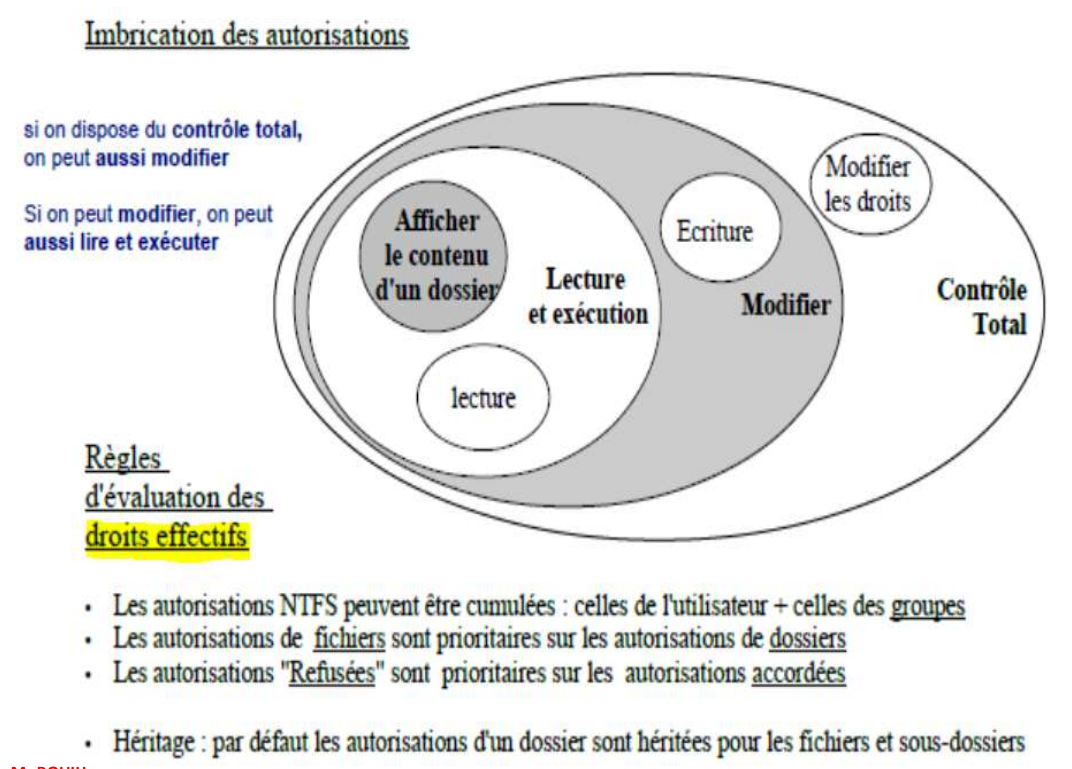 Imbrication des autorisations
si on dispose du contrôle total,
on peut aussi modifier
Si on peut modifier, on peut
aussi lire et exécuter
Afficher
le contenu
d'un dossier
Lecture
et exécution
lecture
Ecriture
Modifier
Modifier
les droits
Contrôle
Total
Règles
d'évaluation des
droits effectifs
• Les autorisations NTFS peuvent être cumulées : celles de l'utilisateur + celles des groupes
• Les autorisations de fichiers sont prioritaires sur les autorisations de dossiers
• Les autorisations "Refusées" sont prioritaires sur les autorisations accordées
• Héritage : par défaut les autorisations d'un dossier sont héritées pour les fichiers et sous-dossiers